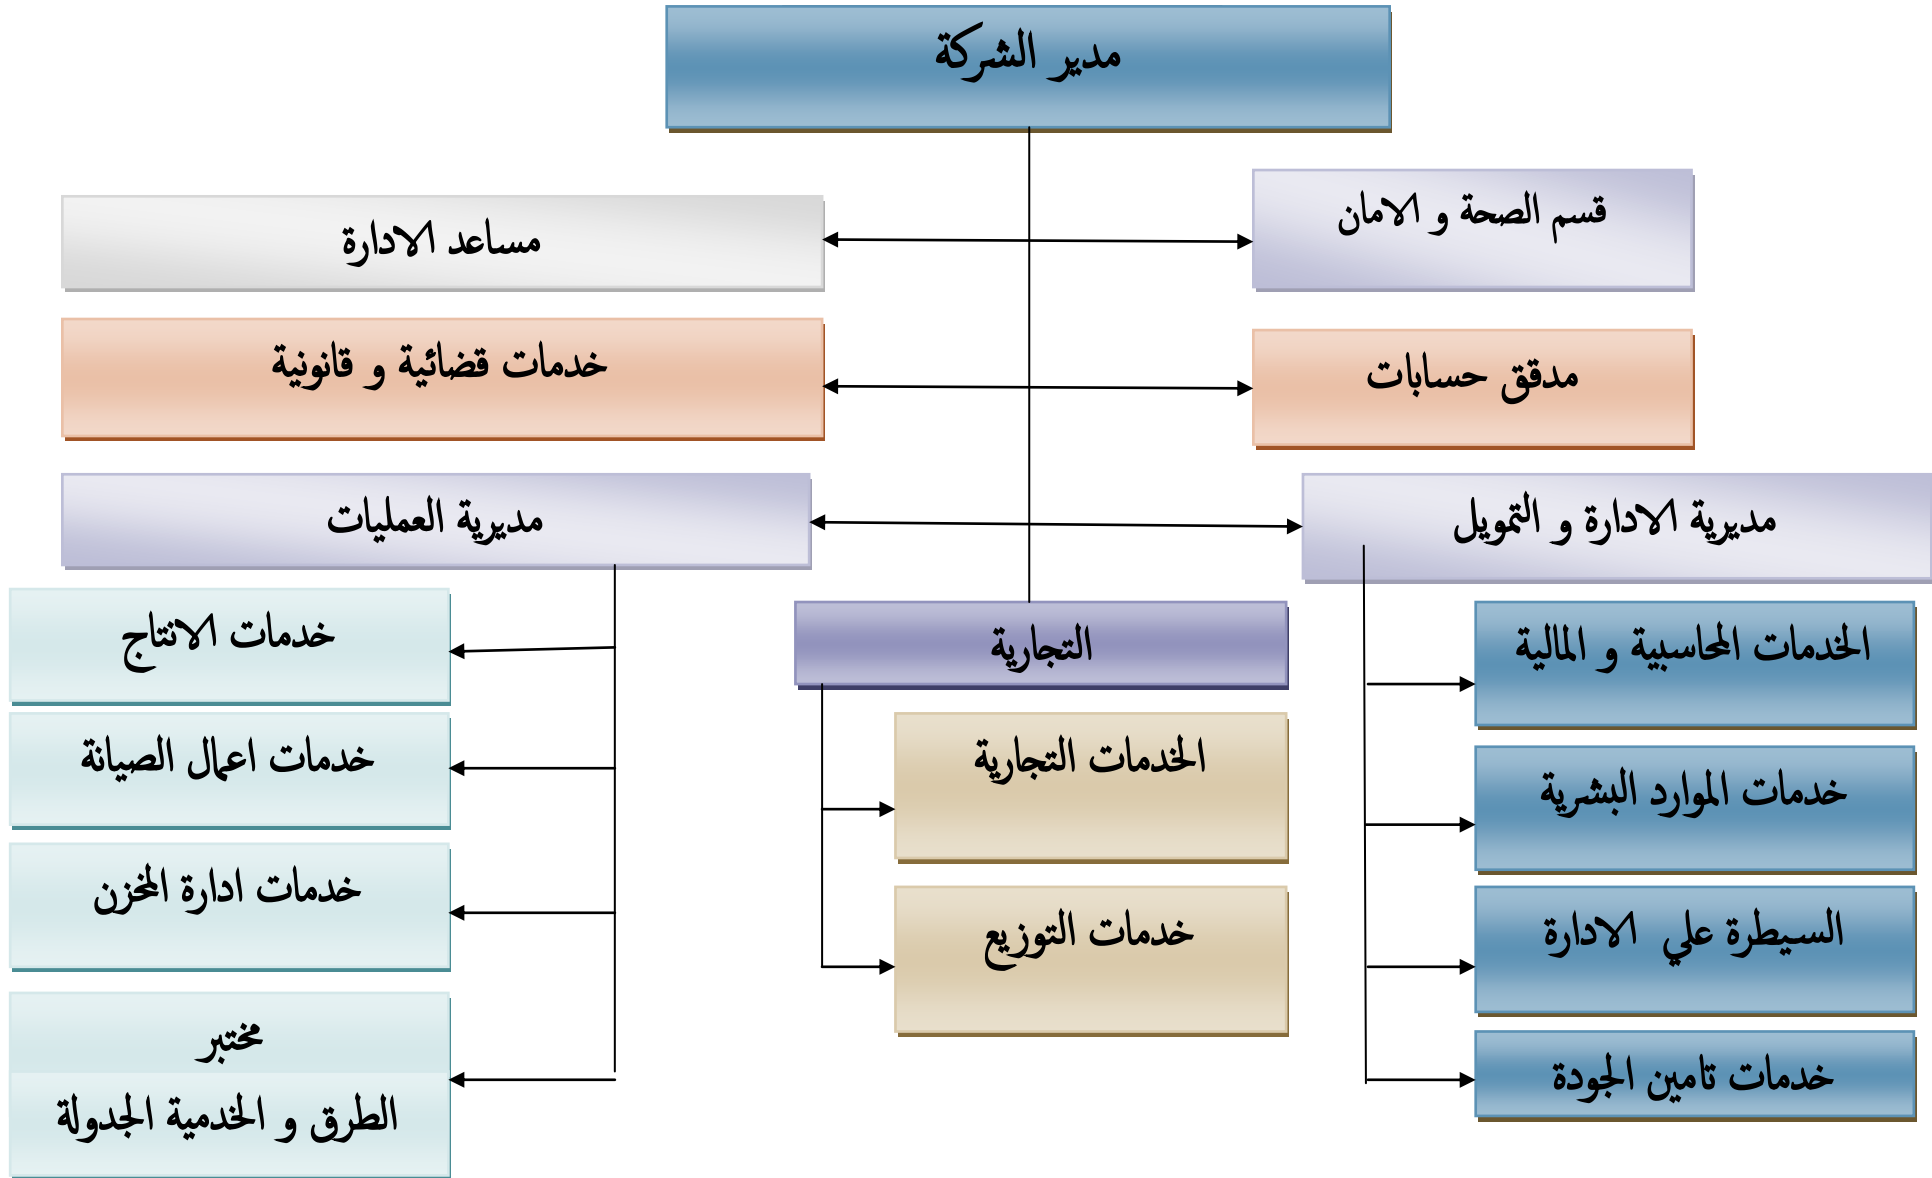 مدير الشركة
قسم الصحة و الامان
مساعد الادارة
مدقق حسابات
خدمات قضائية و قانونية
مديرية الادارة و التمويل
مديرية العمليات
التجارية
الخدمات المحاسبية و المالية
خدمات الموارد البشرية
السيطرة علي الادارة
خدمات تامين الجودة
الخدمات التجارية
خدمات التوزيع
خدمات الانتاج
خدمات اعمال الصيانة
خدمات ادارة المخزن
مختبر
الطرق و الخدمية الجدولة